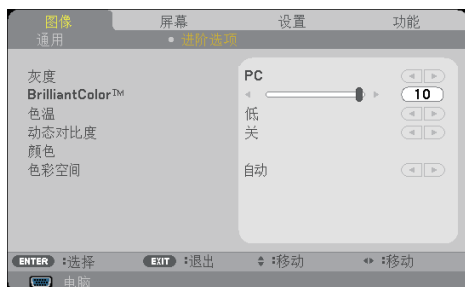 图像 屏幕 设置 功能
通用 • 进阶选项
灰度 PC
BrilliantColor™ 10
色温 低
动态对比度 关
颜色
色彩空间 自动
ENTER :选择 EXIT :退出 :移动 :移动
电脑